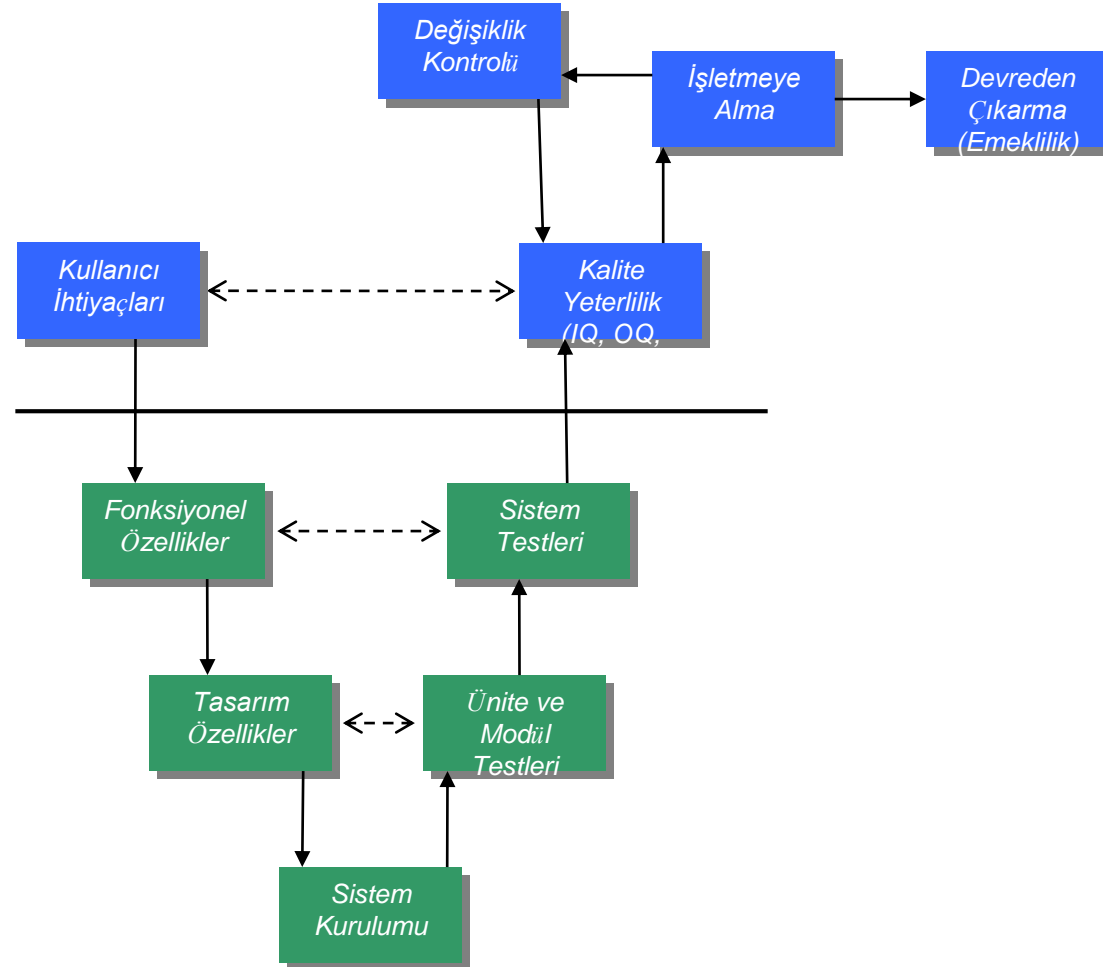 Değişiklik
Kontrolü
İşletmeye
Alma
Devreden
Çıkarma
(Emeklilik)
Kullanıcı
İhtiyaçları
Kalite
Yeterlilik
(IQ, OQ,
Fonksiyonel
Özellikler
Sistem
Testleri
Tasarım
Özellikler
Ünite ve
Modül
Testleri
Sistem
Kurulumu